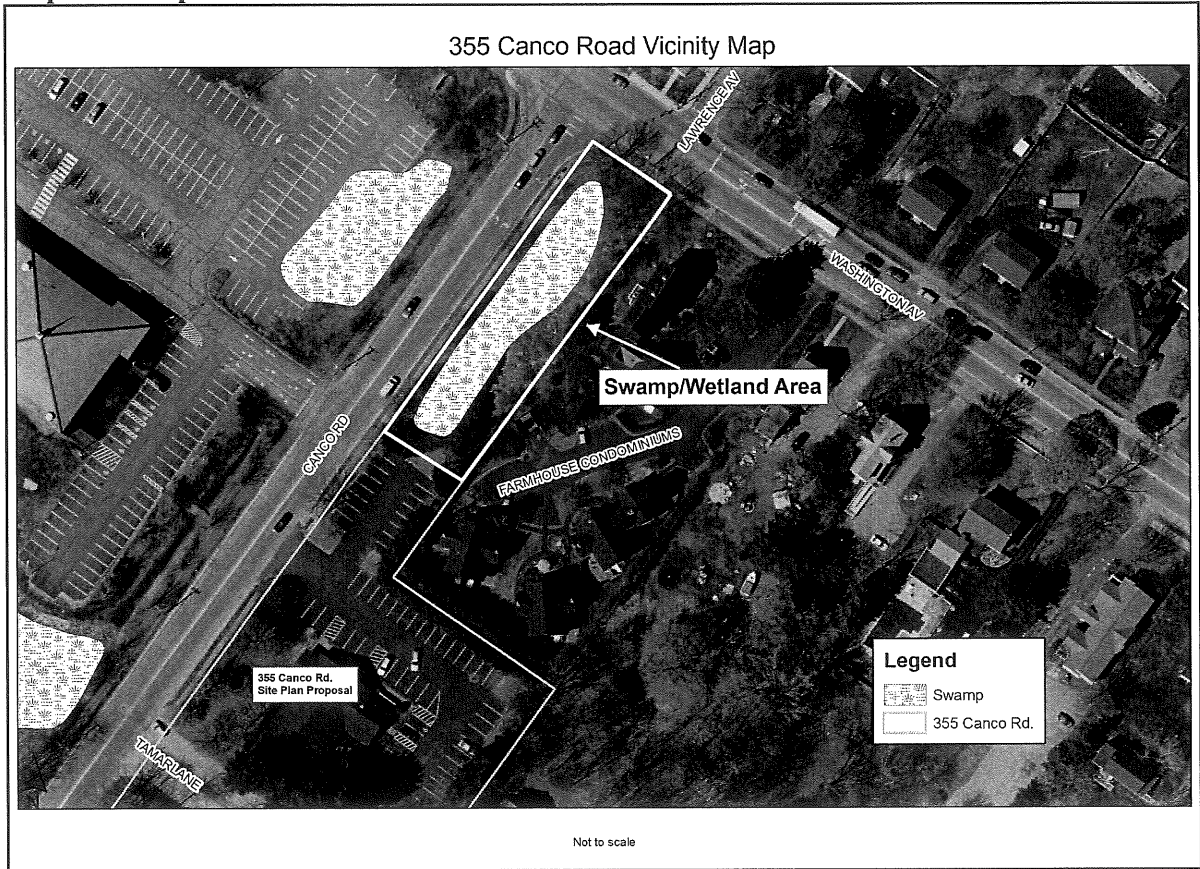 355 Canco Road Vicinity Map
LAWRENCE AV
WASHINGTON AV
Swamp/Wetland Area
CANCO RD
FARMHOUSE CONDOMINIUMS
355 Canco Rd.
Site Plan Proposal
TAMARLANE
Legend
Swamp
355 Canco Rd.
Not to scale